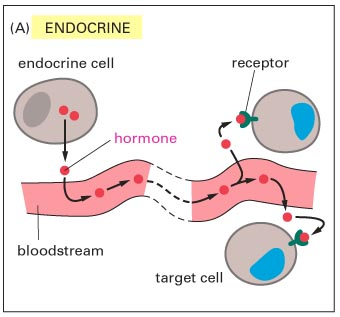 (A) ENDOCRINE
endocrine cell
receptor
hormone
bloodstream
target cell